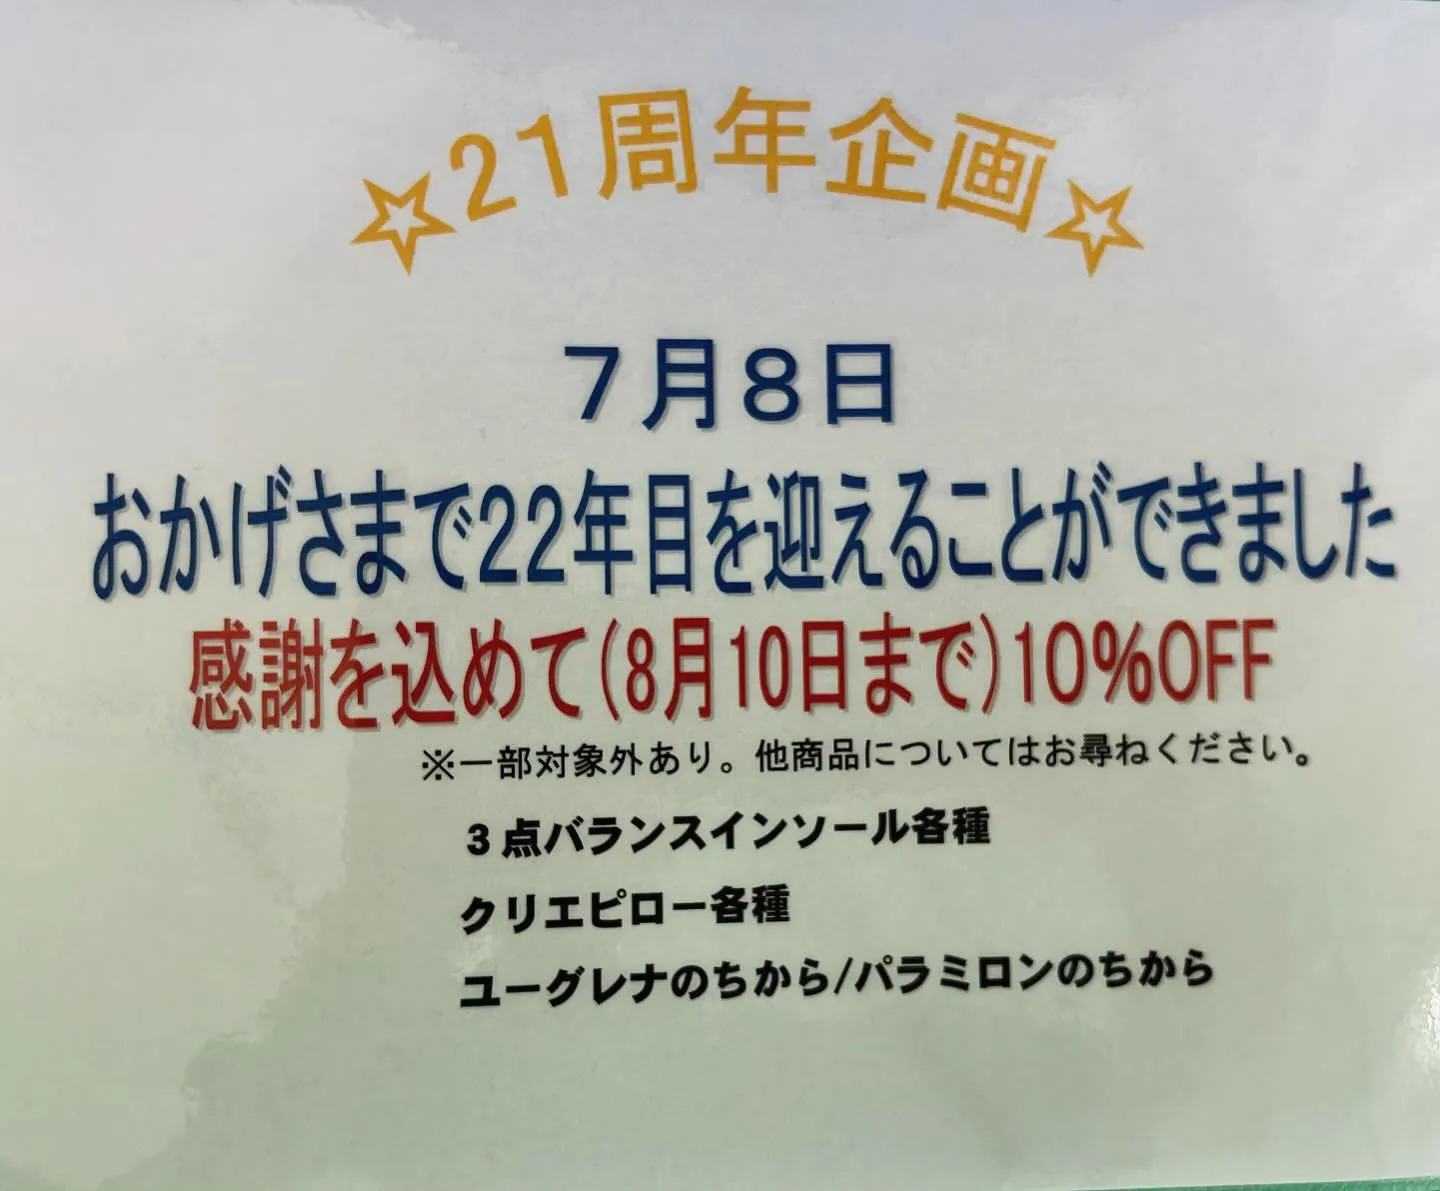 ☆21周年企画☆
7月8日
おかげさまで22年目を迎えることができました
感謝を込めて(8月10日まで)10%OFF
※一部対象外あり。他商品についてはお尋ねください。
3点バランスインソール各種
クリエピロー各種
ユーグレナのちから/パラミロンのちから